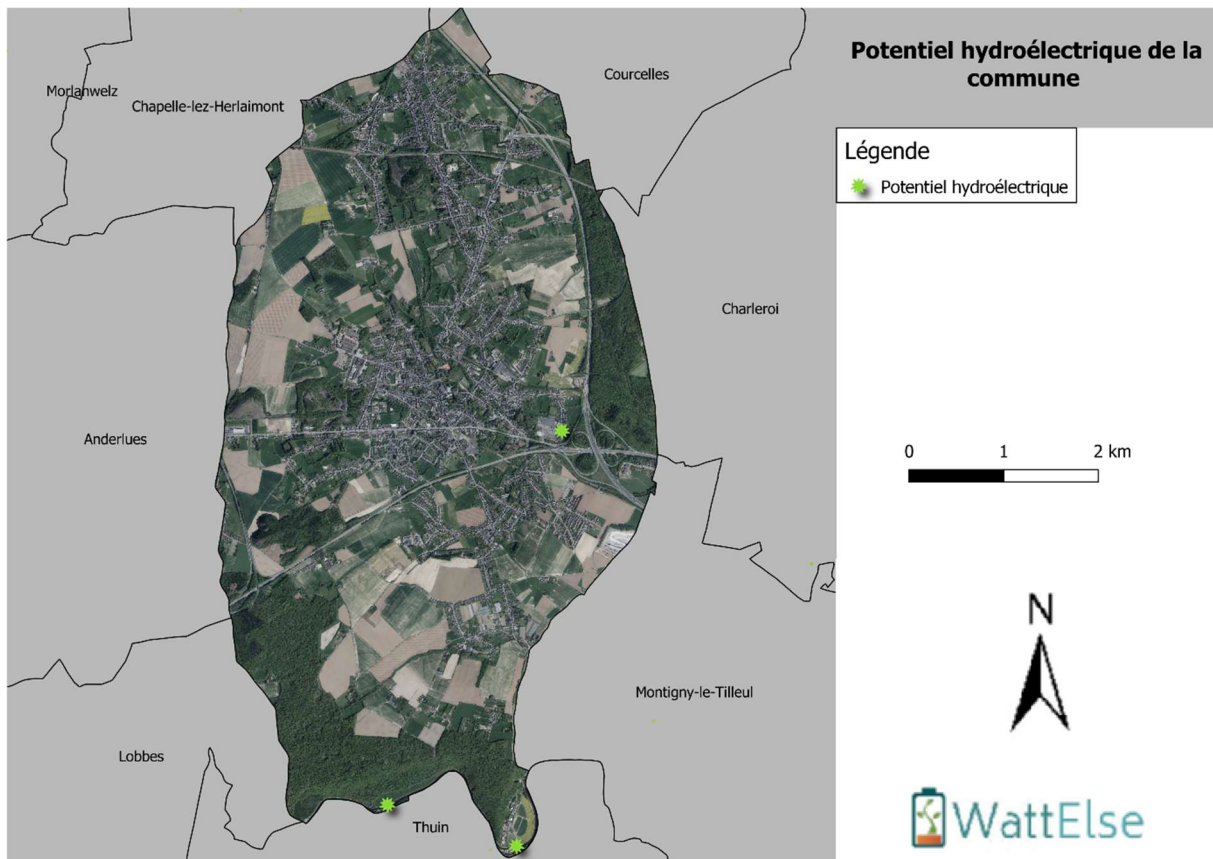 Potentiel hydroélectrique de la
commune
Légende
Potentiel hydroélectrique
Morlanwelz
Chapelle-lez-Herlaimont
Courcelles
Charleroi
Anderlues
Montigny-le-Tilleul
Lobbes
Thuin
0 1 2 km
N
WattElse